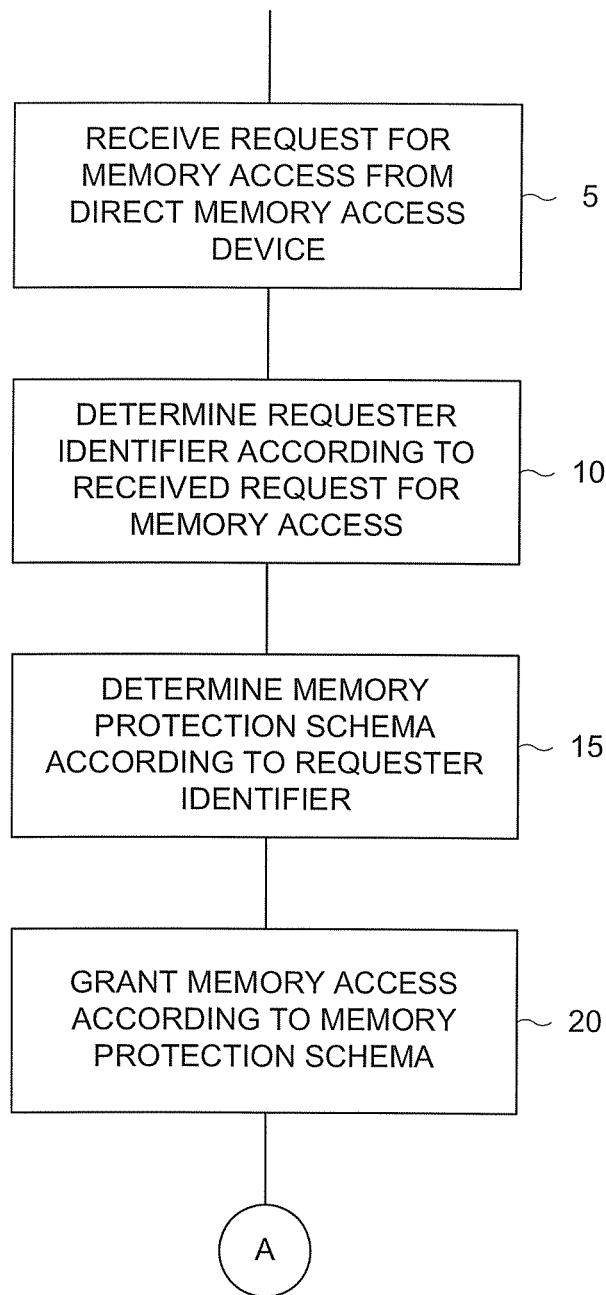 RECEIVE REQUEST FOR
MEMORY ACCESS FROM
DIRECT MEMORY ACCESS
DEVICE
5
DETERMINE REQUESTER
IDENTIFIER ACCORDING TO
RECEIVED REQUEST FOR
MEMORY ACCESS
10
DETERMINE MEMORY
PROTECTION SCHEMA
ACCORDING TO REQUESTER
IDENTIFIER
15
GRANT MEMORY ACCESS
ACCORDING TO MEMORY
PROTECTION SCHEMA
20
A